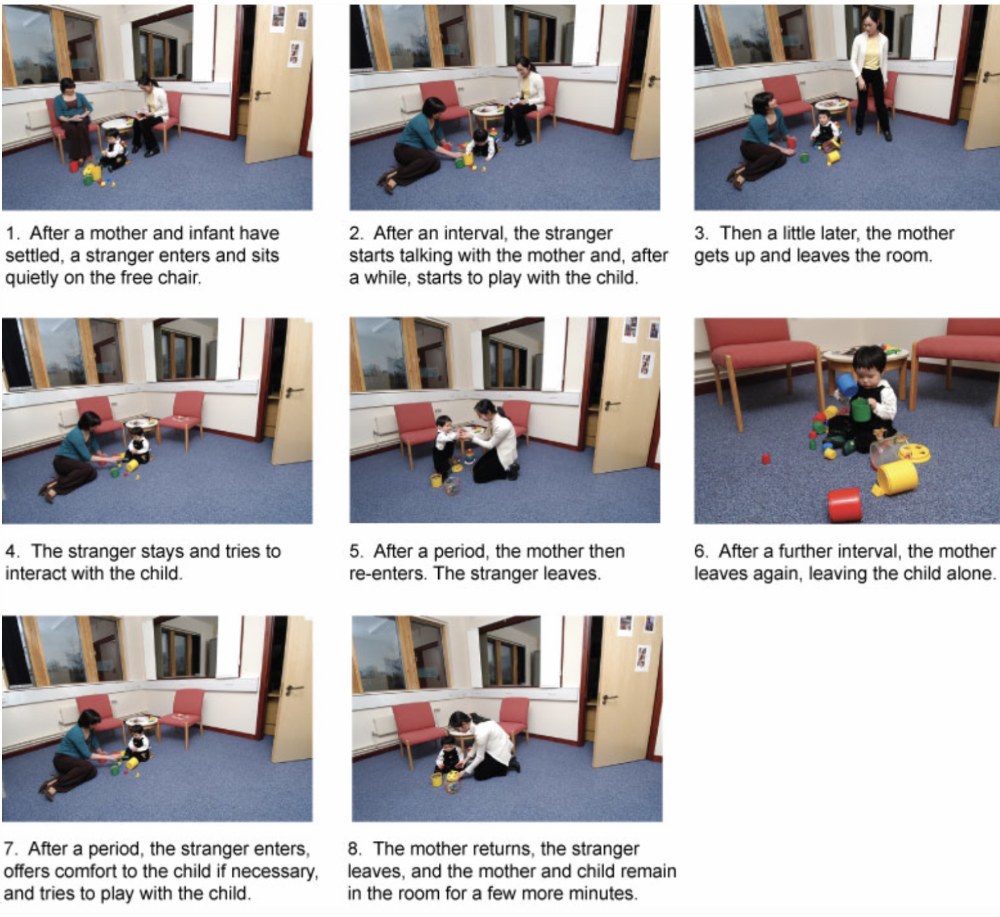 1. After a mother and infant have
settled, a stranger enters and sits
quietly on the free chair.
2. After an interval, the stranger
starts talking with the mother and, after
a while, starts to play with the child.
3. Then a little later, the mother
gets up and leaves the room.
4. The stranger stays and tries to
interact with the child.
5. After a period, the mother then
re-enters. The stranger leaves.
6. After a further interval, the mother
leaves again, leaving the child alone.
7. After a period, the stranger enters,
offers comfort to the child if necessary,
and tries to play with the child.
8. The mother returns, the stranger
leaves, and the mother and child remain
in the room for a few more minutes.